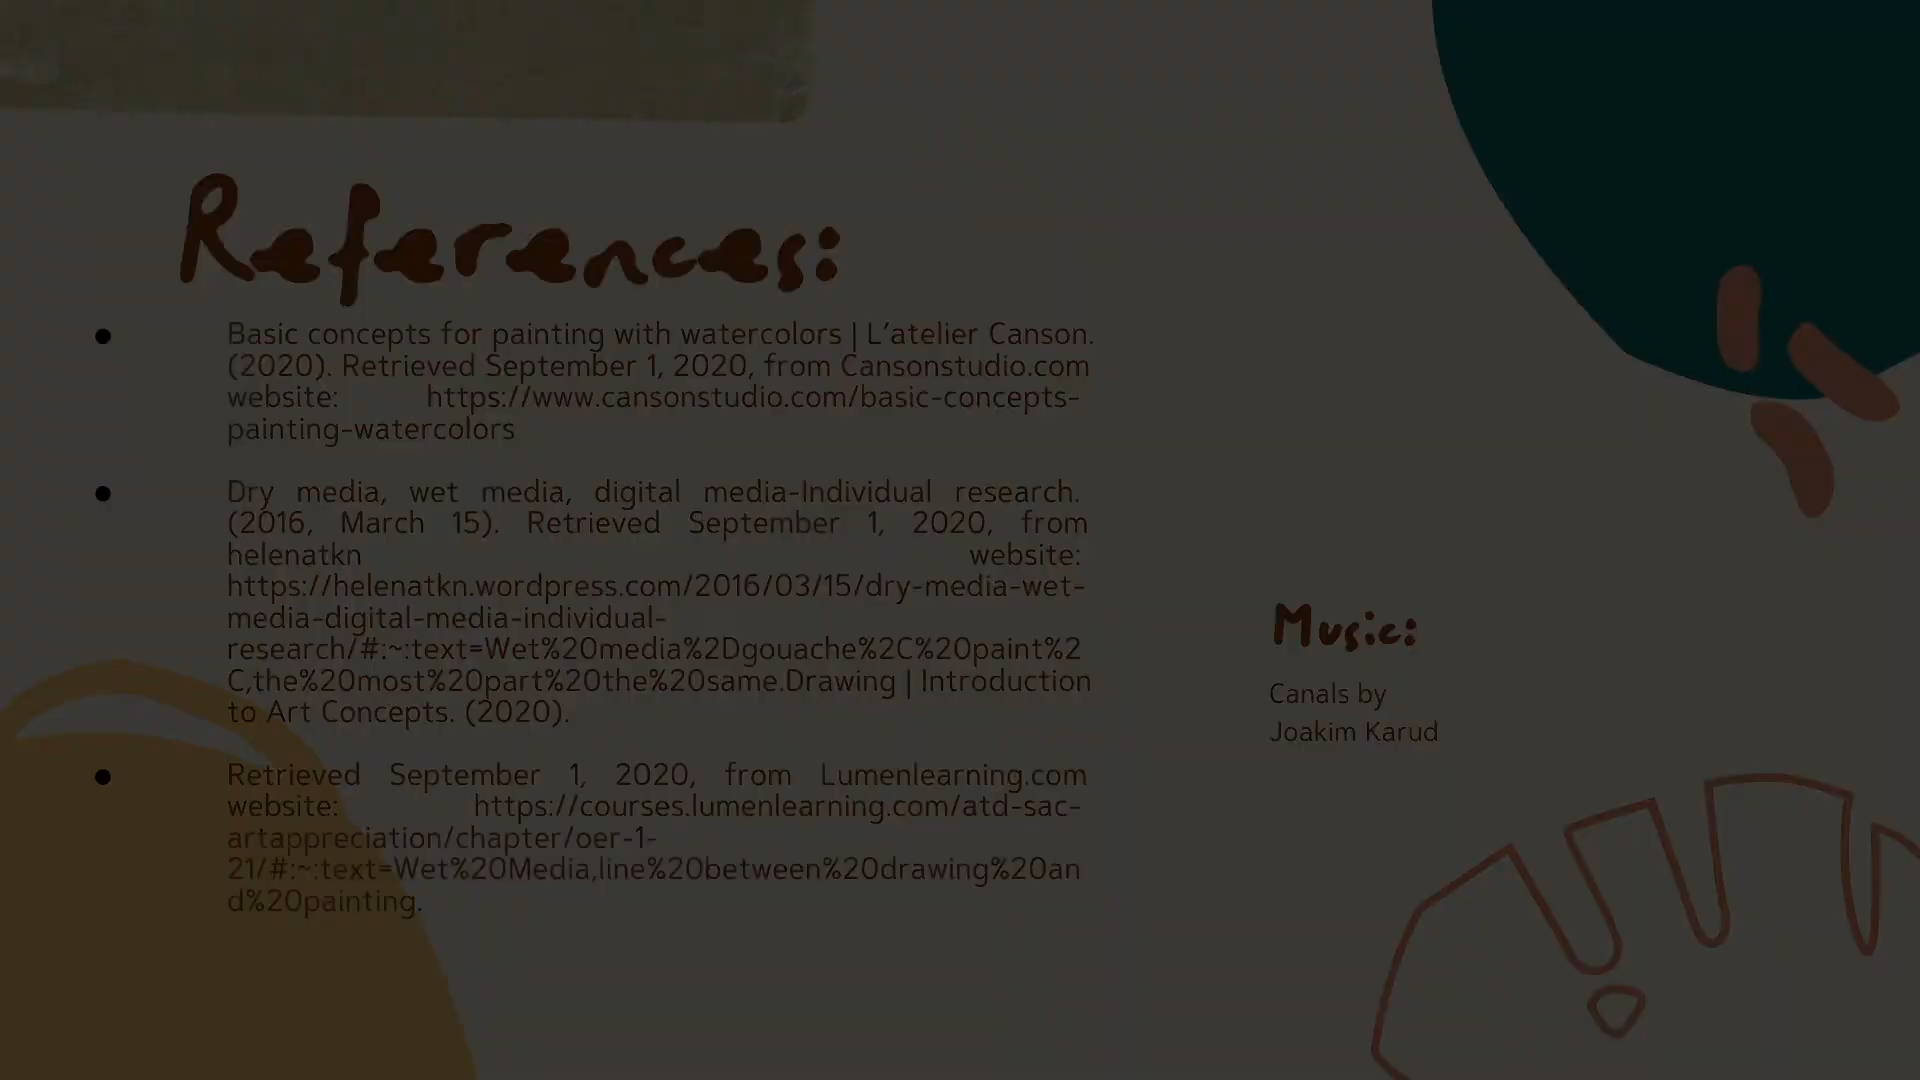 References:
Basic concepts for painting with watercolors | L’atelier Canson.
(2020). Retrieved September 1, 2020, from Cansonstudio.com
website: https://www.cansonstudio.com/basic-concepts-
painting-watercolors
Dry media, wet media, digital media-Individual research.
(2016, March 15). Retrieved September 1, 2020, from
helenatkn website:
https://helenatkn.wordpress.com/2016/03/15/dry-media-wet-
media-digital-media-individual-
research/#:~:text=Wet%20media%2Dgouache%2C%20paint%2
C,the%20most%20part%20the%20same.Drawing | Introduction
to Art Concepts. (2020).
Retrieved September 1, 2020, from Lumenlearning.com
website: https://courses.lumenlearning.com/atd-sac-
artappreciation/chapter/oer-1-
21/#:~:text=Wet%20Media,line%20between%20drawing%20an
d%20painting.
Music:
Canals by
Joakim Karud